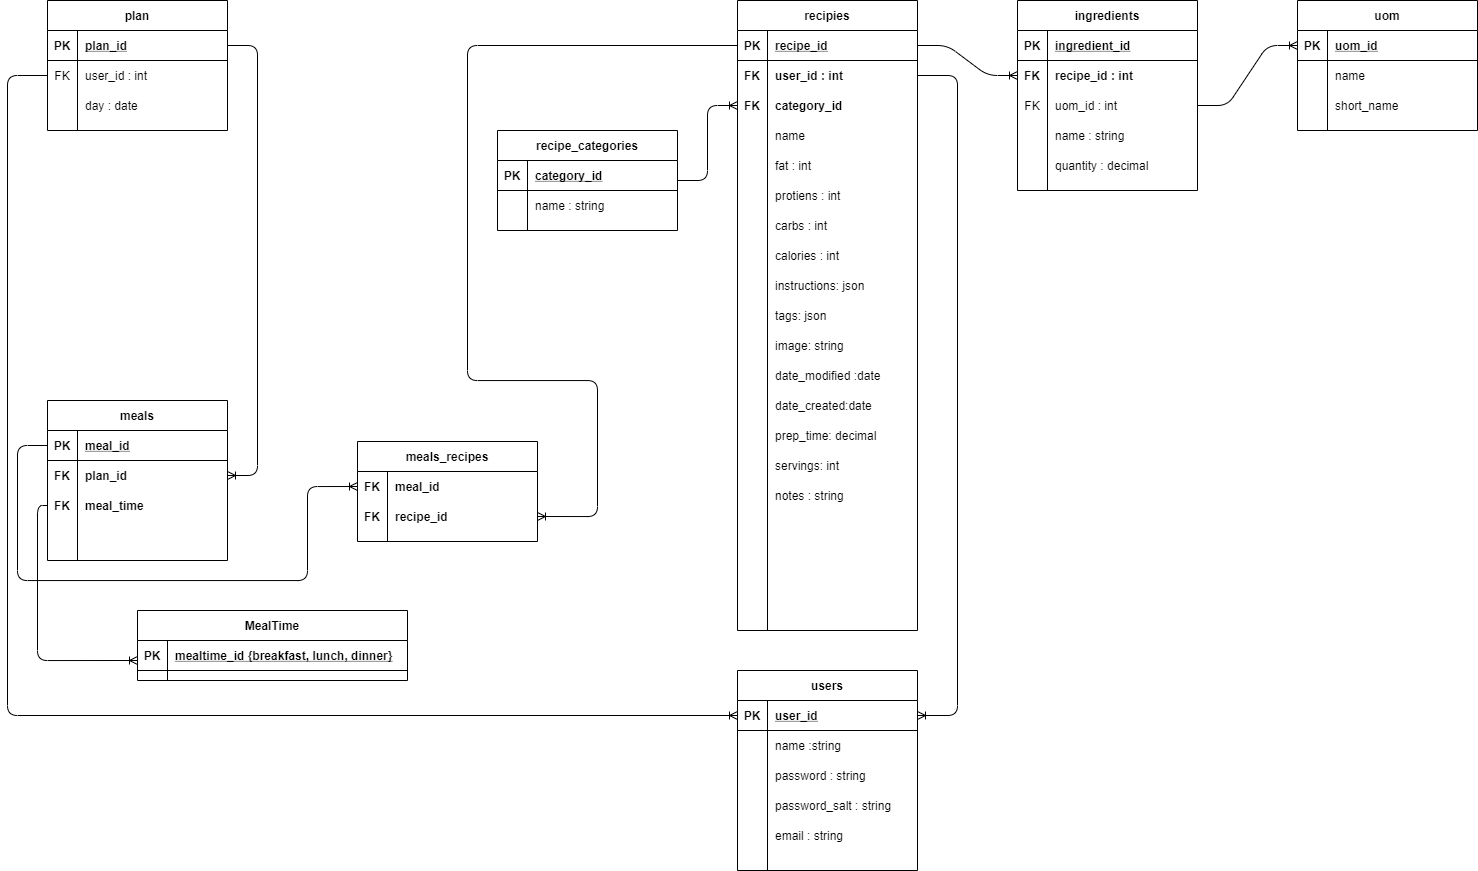 plan
PK plan_id
FK user_id : int
day : date
recipies
PK recipe_id
FK user_id : int
FK category_id
name
fat : int
protiens : int
carbs : int
calories : int
instructions: json
tags: json
image: string
date_modified :date
date_created:date
prep_time: decimal
servings: int
notes : string
ingredients
PK ingredient_id
FK recipe_id : int
FK uom_id : int
name : string
quantity : decimal
uom
PK uom_id
name
short_name
recipe_categories
PK category_id
name : string
meals
PK meal_id
FK plan_id
FK meal_time
meals_recipes
FK meal_id
FK recipe_id
MealTime
PK mealtime_id {breakfast, lunch, dinner}
users
PK user_id
name :string
password : string
password_salt : string
email : string